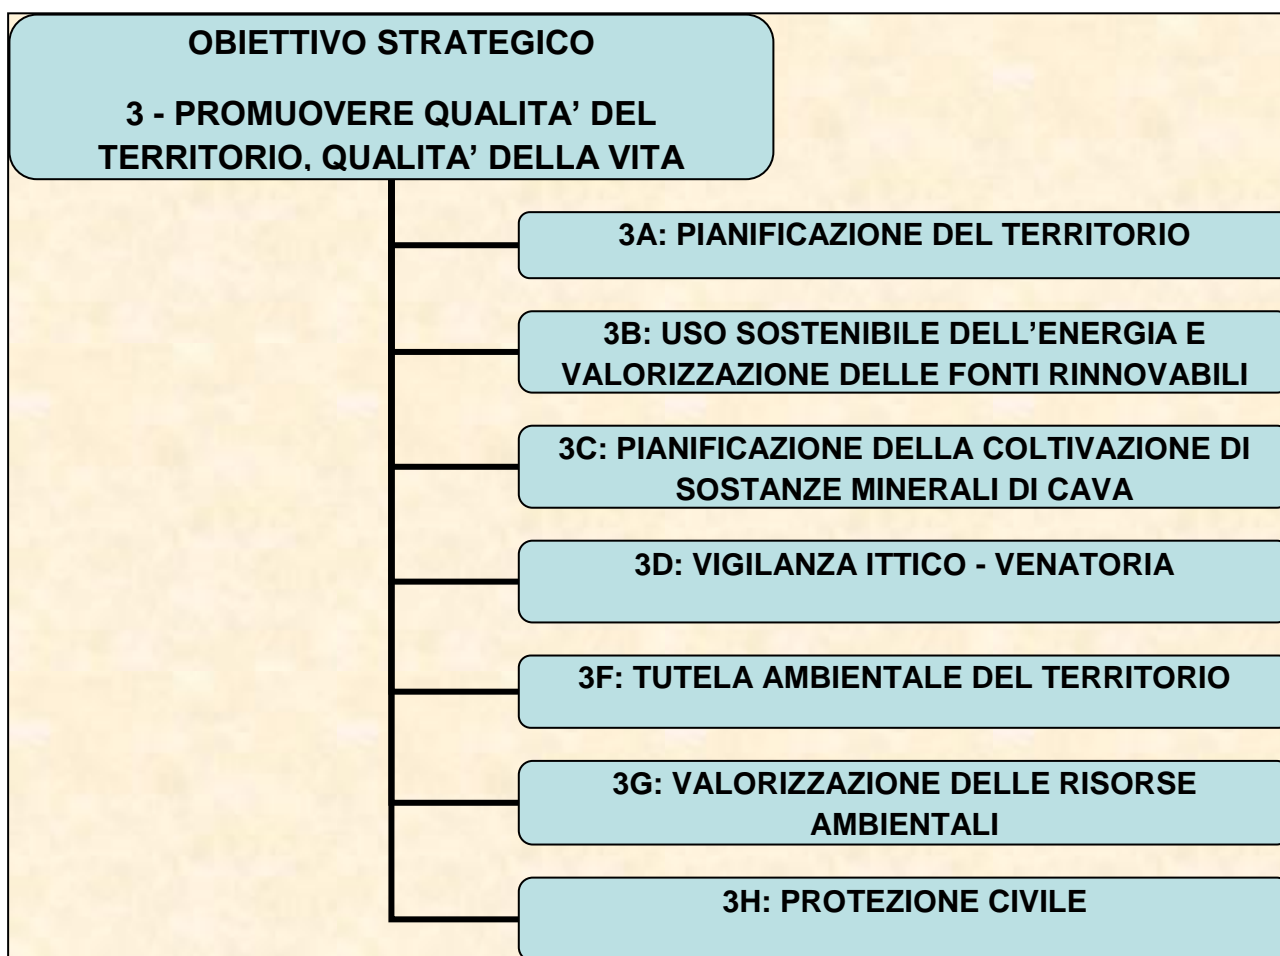 OBIETTIVO STRATEGICO
3 - PROMUOVERE QUALITA’ DEL
TERRITORIO, QUALITA’ DELLA VITA
3A: PIANIFICAZIONE DEL TERRITORIO
3B: USO SOSTENIBILE DELL’ENERGIA E
VALORIZZAZIONE DELLE FONTI RINNOVABILI
3C: PIANIFICAZIONE DELLA COLTIVAZIONE DI
SOSTANZE MINERALI DI CAVA
3D: VIGILANZA ITTICO - VENATORIA
3F: TUTELA AMBIENTALE DEL TERRITORIO
3G: VALORIZZAZIONE DELLE RISORSE
AMBIENTALI
3H: PROTEZIONE CIVILE